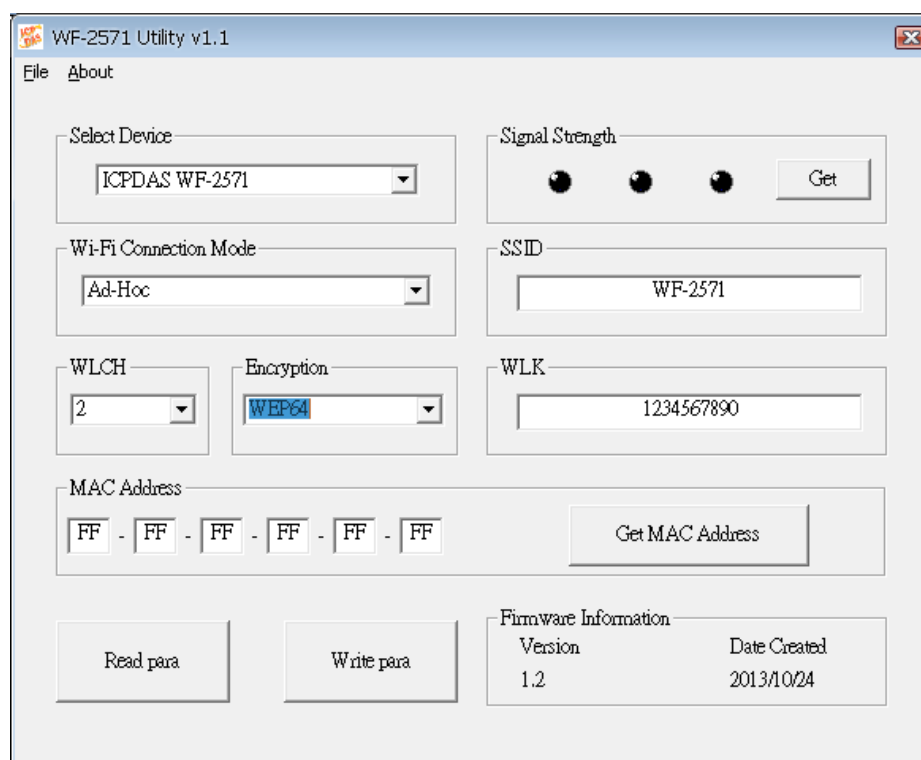 WF-2571 Utility v1.1
File About
Select Device
ICPDAS WF-2571
Signal Strength
Get
Wi-Fi Connection Mode
Ad-Hoc
SSID
WF-2571
WLCH
2
Encryption
WEP64
WLK
1234567890
MAC Address
FF - FF - FF - FF - FF - FF
Get MAC Address
Read para
Write para
Firmware Information
Version Date Created
1.2 2013/10/24